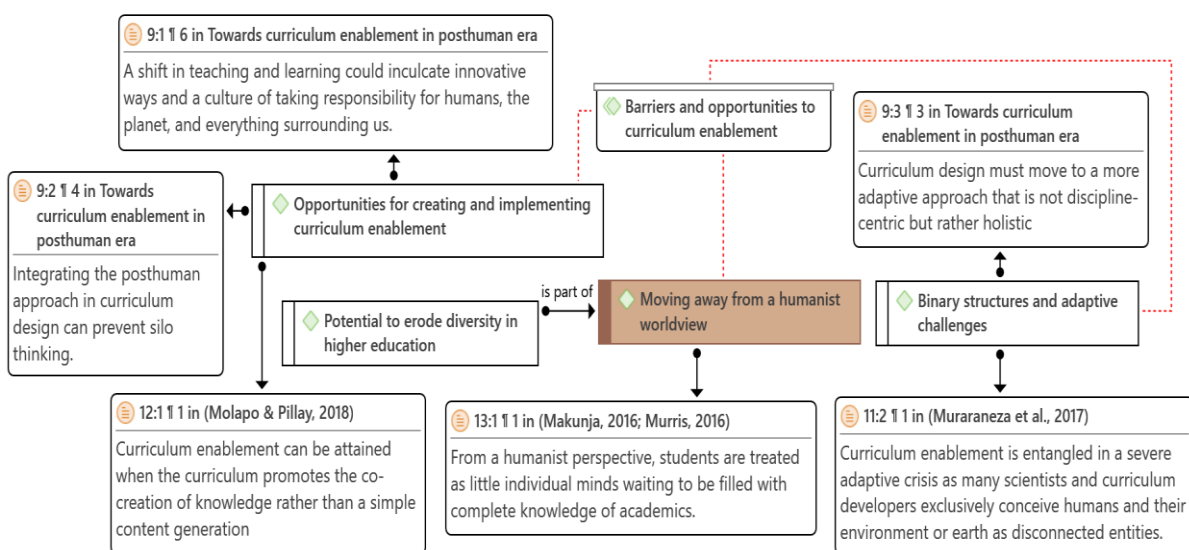 9:1 ¶ 6 in Towards curriculum enablement in posthuman era
A shift in teaching and learning could inculcate innovative
ways and a culture of taking responsibility for humans, the
planet, and everything surrounding us.
Barriers and opportunities to
curriculum enablement
9:3 ¶ 3 in Towards curriculum
enablement in posthuman era
Curriculum design must move to a more
adaptive approach that is not discipline-
centric but rather holistic
9:2 ¶ 4 in Towards
curriculum enablement in
posthuman era
Integrating the posthuman
approach in curriculum
design can prevent silo
thinking.
Opportunities for creating and implementing
curriculum enablement
Potential to erode diversity in
higher education
is part of
Moving away from a humanist
worldview
Binary structures and adaptive
challenges
12:1 ¶ 1 in (Molapo & Pillay, 2018)
Curriculum enablement can be attained
when the curriculum promotes the co-
creation of knowledge rather than a simple
content generation
13:1 ¶ 1 in (Makunja, 2016; Murris, 2016)
From a humanist perspective, students are treated
as little individual minds waiting to be filled with
complete knowledge of academics.
11:2 ¶ 1 in (Muraraneza et al., 2017)
Curriculum enablement is entangled in a severe
adaptive crisis as many scientists and curriculum
developers exclusively conceive humans and their
environment or earth as disconnected entities.